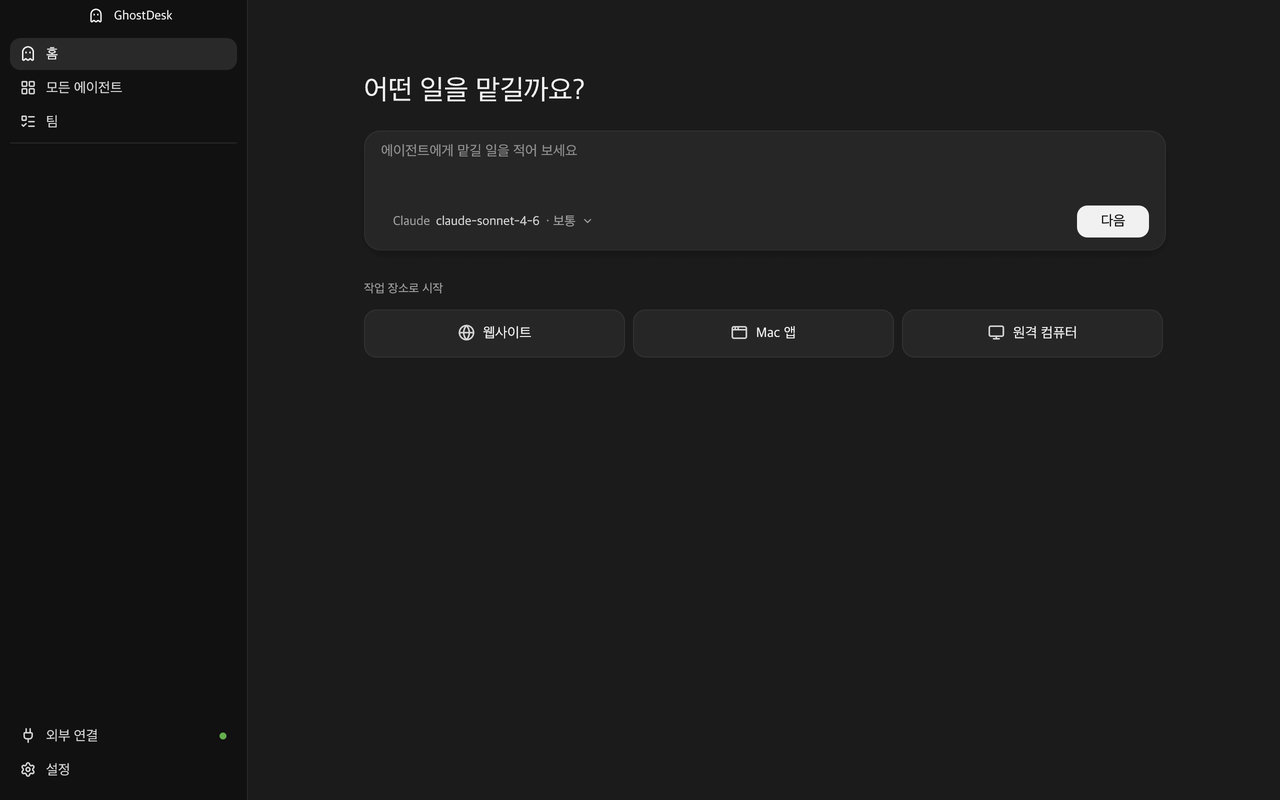 GhostDesk
홈
모든 에이전트
팀
어떤 일을 맡길까요?
에이전트에게 맡길 일을 적어 보세요
Claude claude-sonnet-4-6 · 보통
다음
작업 장소로 시작
웹사이트
Mac 앱
원격 컴퓨터
외부 연결
설정